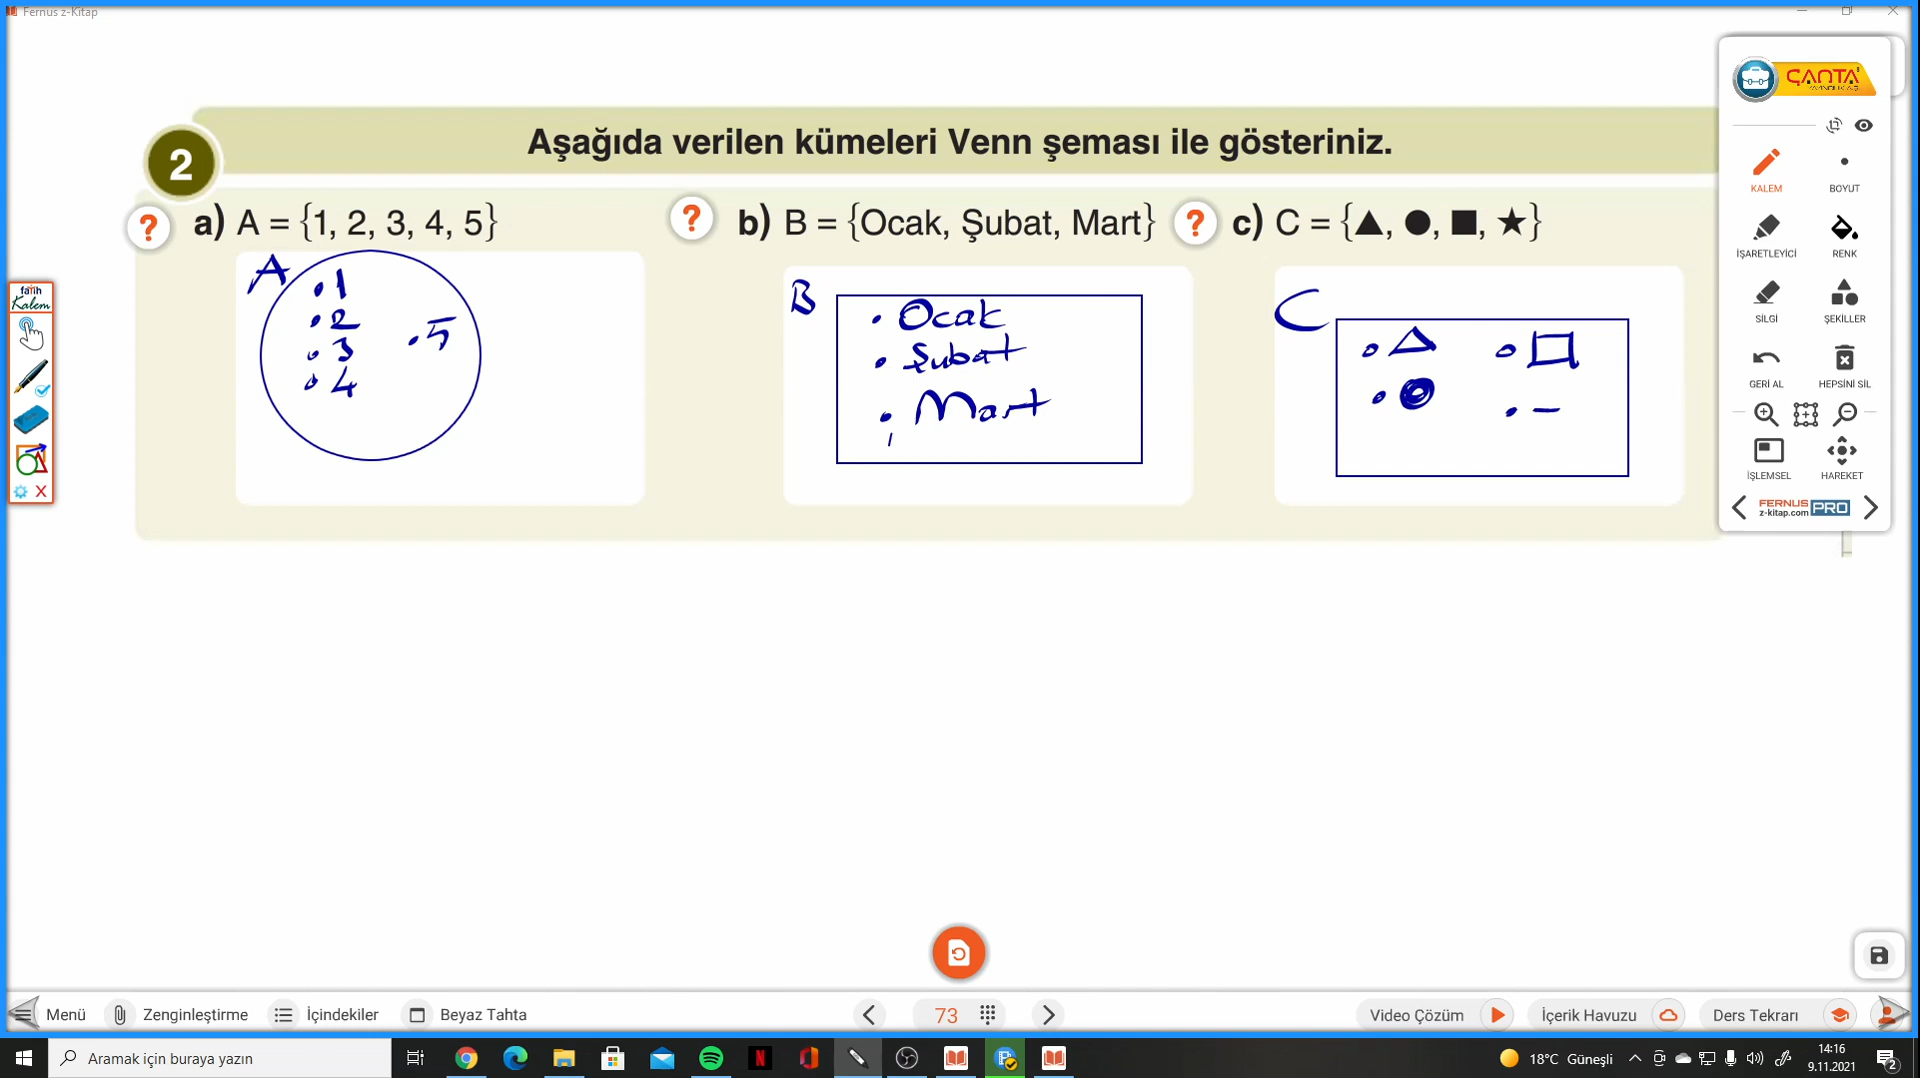 Fernus z-Kitap
ÇANTA
YAYINCILIK
2
Aşağıda verilen kümeleri Venn şeması ile gösteriniz.
? a) A = {1, 2, 3, 4, 5}
? b) B = {Ocak, Şubat, Mart}
? c) C = {▲, ●, ■, ★}
A
.1
.2
.3
.4
.5
B
. Ocak
. Şubat
. Mart
C
fatih
Kalem
X
KALEM
BOYUT
İŞARETLEYİCİ
RENK
SİLGİ
ŞEKİLLER
GERİ AL
HEPSİNİ SİL
İŞLEMSEL
HAREKET
FERNUS
z-kitap.com PRO
Menü
Zenginleştirme
İçindekiler
Beyaz Tahta
73
Video Çözüm
İçerik Havuzu
Ders Tekrarı
Aramak için buraya yazın
18°C Güneşli
14:16
9.11.2021
2